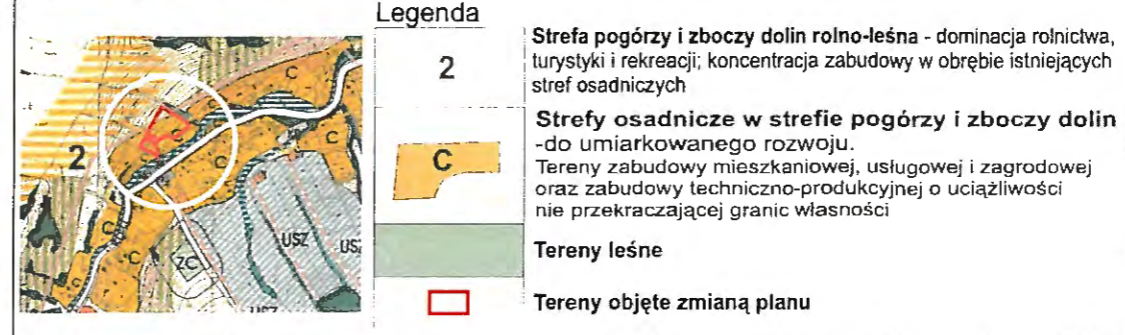 Legenda
2
Strefa pogórzy i zboczy dolin rolno-leśna - dominacja rolnictwa,
turystyki i rekreacji; koncentracja zabudowy w obrębie istniejących
stref osadniczych
C
Strefy osadnicze w strefie pogórzy i zboczy dolin
-do umiarkowanego rozwoju.
Tereny zabudowy mieszkaniowej, usługowej i zagrodowej
oraz zabudowy techniczno-produkcyjnej o uciążliwości
nie przekraczającej granic własności
Tereny leśne
Tereny objęte zmianą planu
C
C
2
C
C
C
C
C
ZC
USZ
USZ
USZ